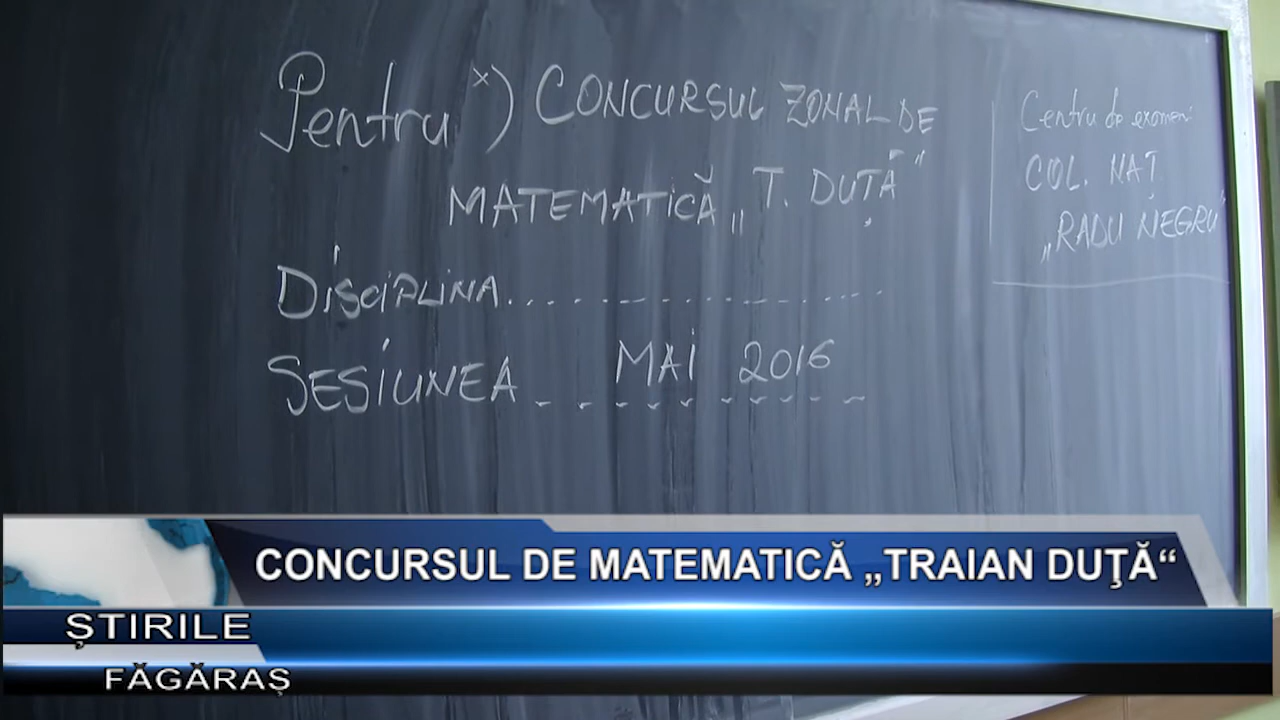 Pentru *) CONCURSUL ZONAL DE
MATEMATICĂ „T. DUȚĂ“
DISCIPLINA....................
SESIUNEA MAI 2016
Centru de examen:
COL. NAȚ.
„RADU NEGRU“
CONCURSUL DE MATEMATICĂ „TRAIAN DUŢĂ“
ȘTIRILE
FĂGĂRAȘ